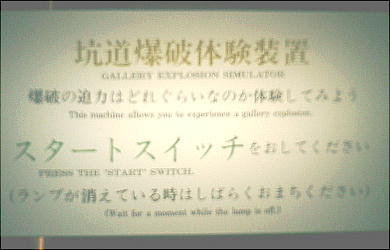 坑道爆破体験装置
GALLERY EXPLOSION SIMULATOR
爆破の迫力はどれぐらいなのか体験してみよう
This machine allows you to experience a gallery explosion.
スタートスイッチをおしてください
PRESS THE 'START' SWITCH.
(ランプが消えている時はしばらくおまちください)
(Wait for a moment while the lamp is off.)